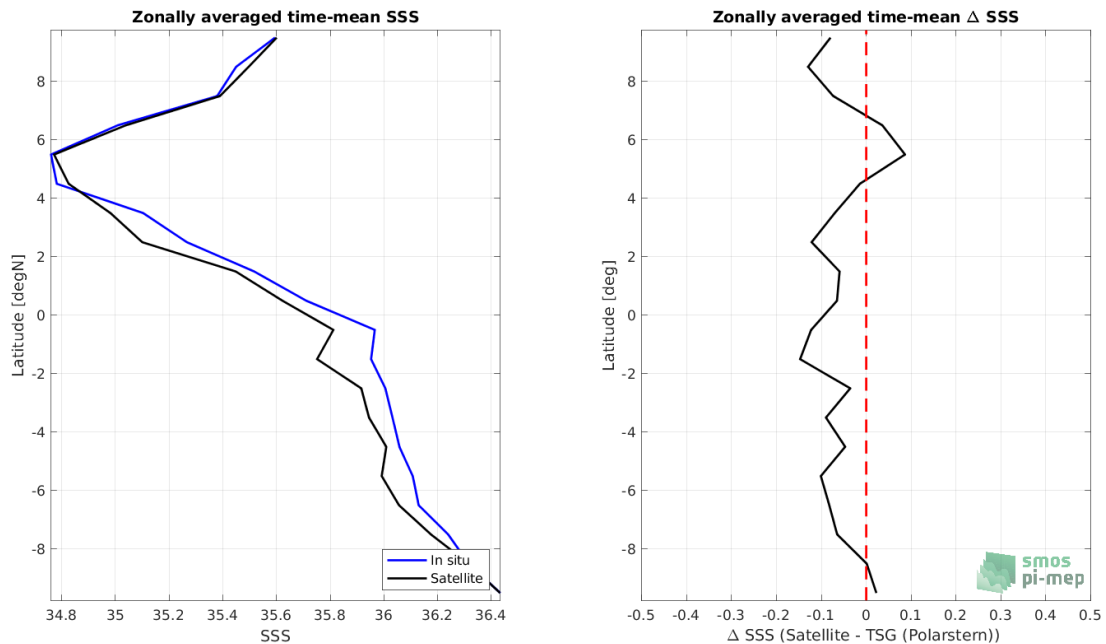 Zonally averaged time-mean SSS
Latitude [degN]
8
6
4
2
0
-2
-4
-6
-8
34.8 35 35.2 35.4 35.6 35.8 36 36.2 36.4
SSS
In situ
Satellite
Zonally averaged time-mean Δ SSS
Latitude [deg]
8
6
4
2
0
-2
-4
-6
-8
-0.5 -0.4 -0.3 -0.2 -0.1 0 0.1 0.2 0.3 0.4 0.5
Δ SSS (Satellite - TSG (Polarstern))
smos
pi-mep